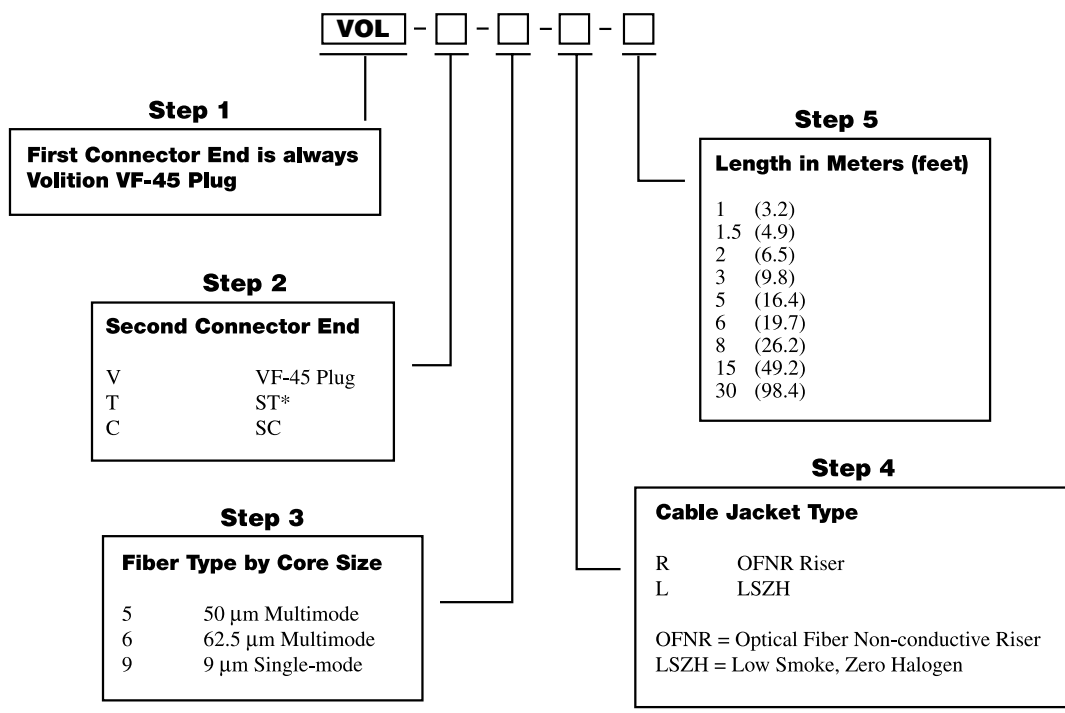 VOL - - - -
Step 1
First Connector End is always
Volition VF-45 Plug
Step 2
Second Connector End
V VF-45 Plug
T ST*
C SC
Step 3
Fiber Type by Core Size
5 50 µm Multimode
6 62.5 µm Multimode
9 9 µm Single-mode
Step 4
Cable Jacket Type
R OFNR Riser
L LSZH
OFNR = Optical Fiber Non-conductive Riser
LSZH = Low Smoke, Zero Halogen
Step 5
Length in Meters (feet)
1 (3.2)
1.5 (4.9)
2 (6.5)
3 (9.8)
5 (16.4)
6 (19.7)
8 (26.2)
15 (49.2)
30 (98.4)